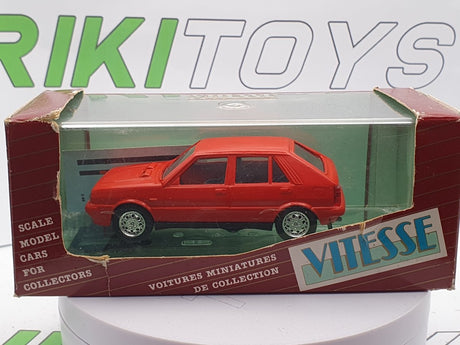 RIKITOYS
SCALE
MODEL
CARS
FOR
COLLECTORS
VOITURES MINIATURES
DE COLLECTION
VITESSE